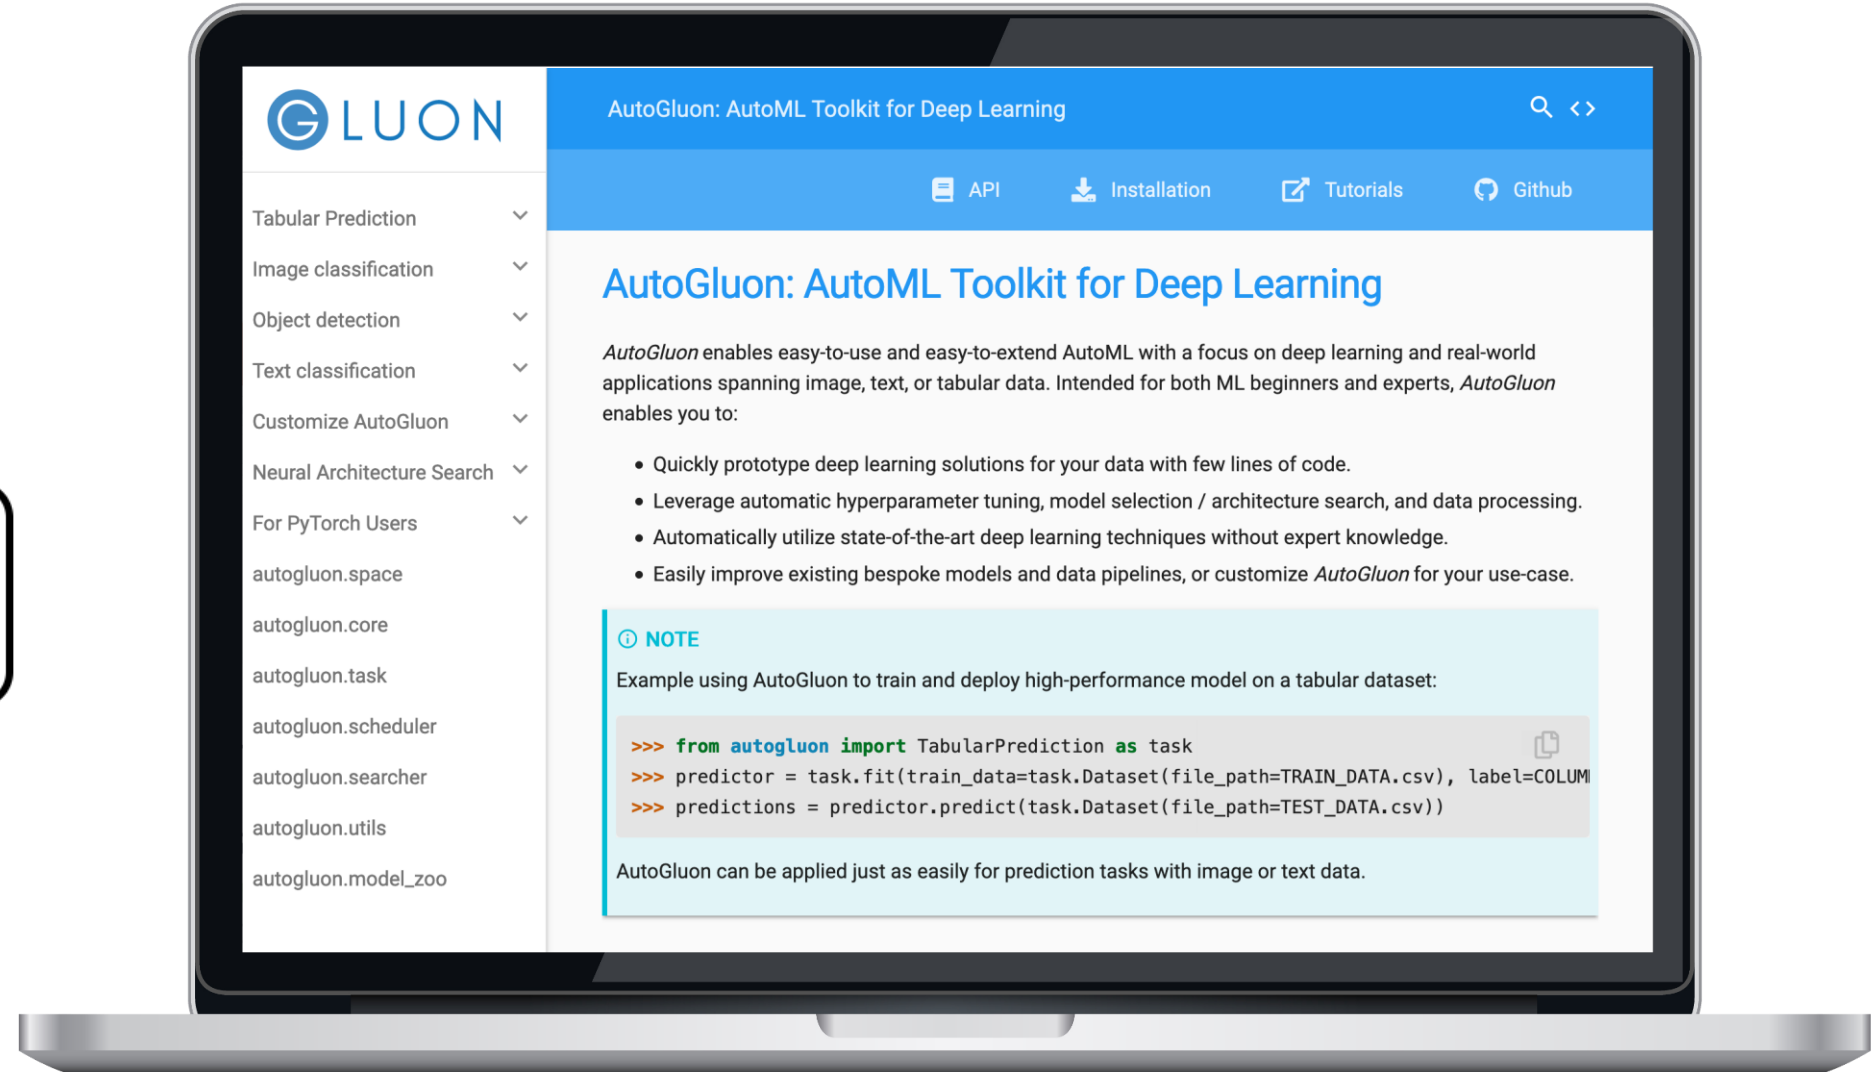 GLUON
AutoGluon: AutoML Toolkit for Deep Learning
API
Installation
Tutorials
Github
Tabular Prediction
Image classification
Object detection
Text classification
Customize AutoGluon
Neural Architecture Search
For PyTorch Users
autogluon.space
autogluon.core
autogluon.task
autogluon.scheduler
autogluon.searcher
autogluon.utils
autogluon.model_zoo
AutoGluon: AutoML Toolkit for Deep Learning
AutoGluon enables easy-to-use and easy-to-extend AutoML with a focus on deep learning and real-world
applications spanning image, text, or tabular data. Intended for both ML beginners and experts, AutoGluon
enables you to:
• Quickly prototype deep learning solutions for your data with few lines of code.
• Leverage automatic hyperparameter tuning, model selection / architecture search, and data processing.
• Automatically utilize state-of-the-art deep learning techniques without expert knowledge.
• Easily improve existing bespoke models and data pipelines, or customize AutoGluon for your use-case.
NOTE
Example using AutoGluon to train and deploy high-performance model on a tabular dataset:
>>> from autogluon import TabularPrediction as task
>>> predictor = task.fit(train_data=task.Dataset(file_path=TRAIN_DATA.csv), label=COLUM
>>> predictions = predictor.predict(task.Dataset(file_path=TEST_DATA.csv))
AutoGluon can be applied just as easily for prediction tasks with image or text data.